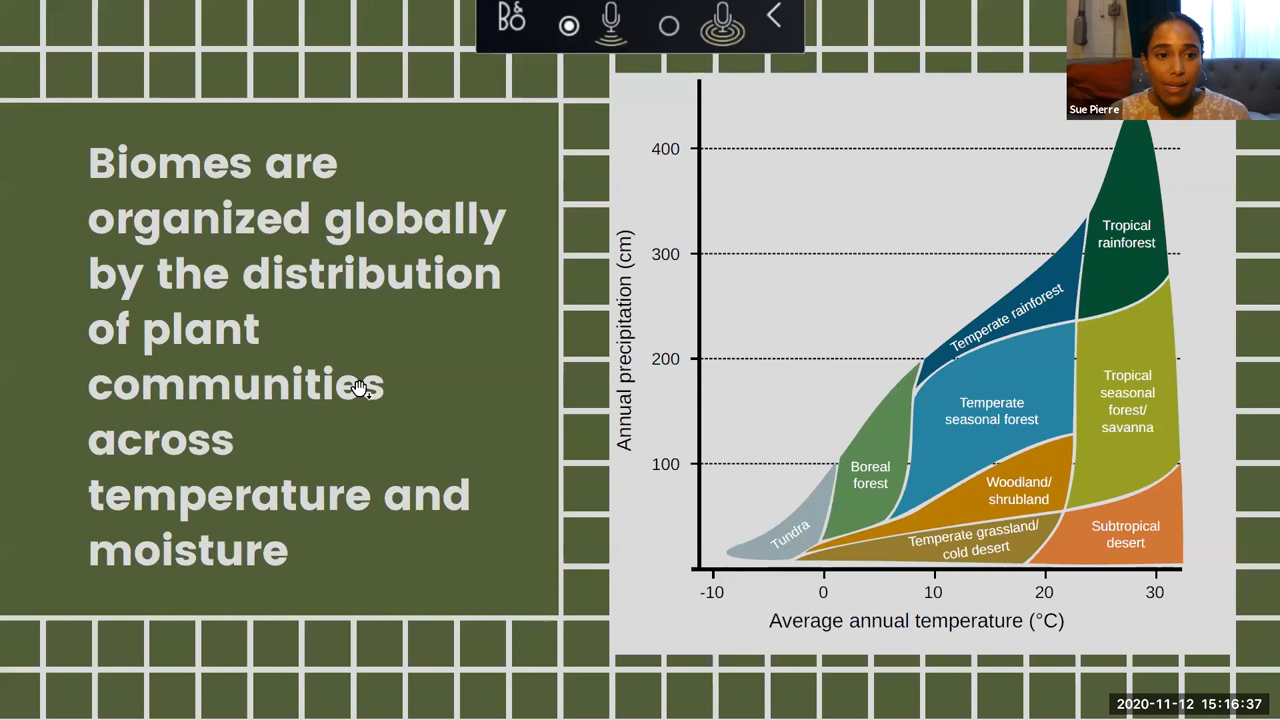 B&O
Sue Pierre
Biomes are
organized globally
by the distribution
of plant
communities
across
temperature and
moisture
Annual precipitation (cm)
400
300
200
100
Tropical
rainforest
Temperate rainforest
Tropical
seasonal
forest/
savanna
Temperate
seasonal forest
Boreal
forest
Woodland/
shrubland
Tundra
Temperate grassland/
cold desert
Subtropical
desert
-10
0
10
20
30
Average annual temperature (°C)
2020-11-12 15:16:37